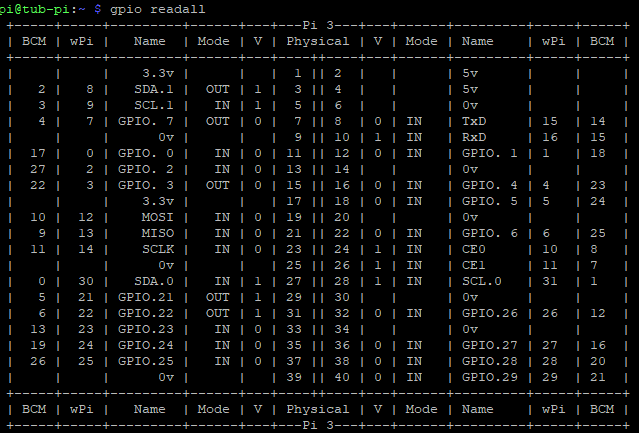 pi@tub-pi:~ $ gpio readall
 +-----+-----+---------+------+---+---Pi 3---+---+------+---------+-----+-----+
 | BCM | wPi |   Name  | Mode | V | Physical | V | Mode | Name    | wPi | BCM |
 +-----+-----+---------+------+---+----++----+---+------+---------+-----+-----+
 |     |     |    3.3v |      |   |  1 || 2  |   |      | 5v      |     |     |
 |   2 |   8 |   SDA.1 |  OUT | 1 |  3 || 4  |   |      | 5v      |     |     |
 |   3 |   9 |   SCL.1 |   IN | 1 |  5 || 6  |   |      | 0v      |     |     |
 |   4 |   7 | GPIO. 7 |  OUT | 0 |  7 || 8  | 0 | IN   | TxD     | 15  | 14  |
 |     |     |      0v |      |   |  9 || 10 | 1 | IN   | RxD     | 16  | 15  |
 |  17 |   0 | GPIO. 0 |   IN | 0 | 11 || 12 | 0 | IN   | GPIO. 1 | 1   | 18  |
 |  27 |   2 | GPIO. 2 |   IN | 0 | 13 || 14 |   |      | 0v      |     |     |
 |  22 |   3 | GPIO. 3 |  OUT | 0 | 15 || 16 | 0 | IN   | GPIO. 4 | 4   | 23  |
 |     |     |    3.3v |      |   | 17 || 18 | 0 | IN   | GPIO. 5 | 5   | 24  |
 |  10 |  12 |    MOSI |   IN | 0 | 19 || 20 |   |      | 0v      |     |     |
 |   9 |  13 |    MISO |   IN | 0 | 21 || 22 | 0 | IN   | GPIO. 6 | 6   | 25  |
 |  11 |  14 |    SCLK |   IN | 0 | 23 || 24 | 1 | IN   | CE0     | 10  | 8   |
 |     |     |      0v |      |   | 25 || 26 | 1 | IN   | CE1     | 11  | 7   |
 |   0 |  30 |   SDA.0 |   IN | 1 | 27 || 28 | 1 | IN   | SCL.0   | 31  | 1   |
 |   5 |  21 | GPIO.21 |  OUT | 1 | 29 || 30 |   |      | 0v      |     |     |
 |   6 |  22 | GPIO.22 |  OUT | 1 | 31 || 32 | 0 | IN   | GPIO.26 | 26  | 12  |
 |  13 |  23 | GPIO.23 |   IN | 0 | 33 || 34 |   |      | 0v      |     |     |
 |  19 |  24 | GPIO.24 |   IN | 0 | 35 || 36 | 0 | IN   | GPIO.27 | 27  | 16  |
 |  26 |  25 | GPIO.25 |   IN | 0 | 37 || 38 | 0 | IN   | GPIO.28 | 28  | 20  |
 |     |     |      0v |      |   | 39 || 40 | 0 | IN   | GPIO.29 | 29  | 21  |
 +-----+-----+---------+------+---+----++----+---+------+---------+-----+-----+
 | BCM | wPi |   Name  | Mode | V | Physical | V | Mode | Name    | wPi | BCM |
 +-----+-----+---------+------+---+---Pi 3---+---+------+---------+-----+-----+